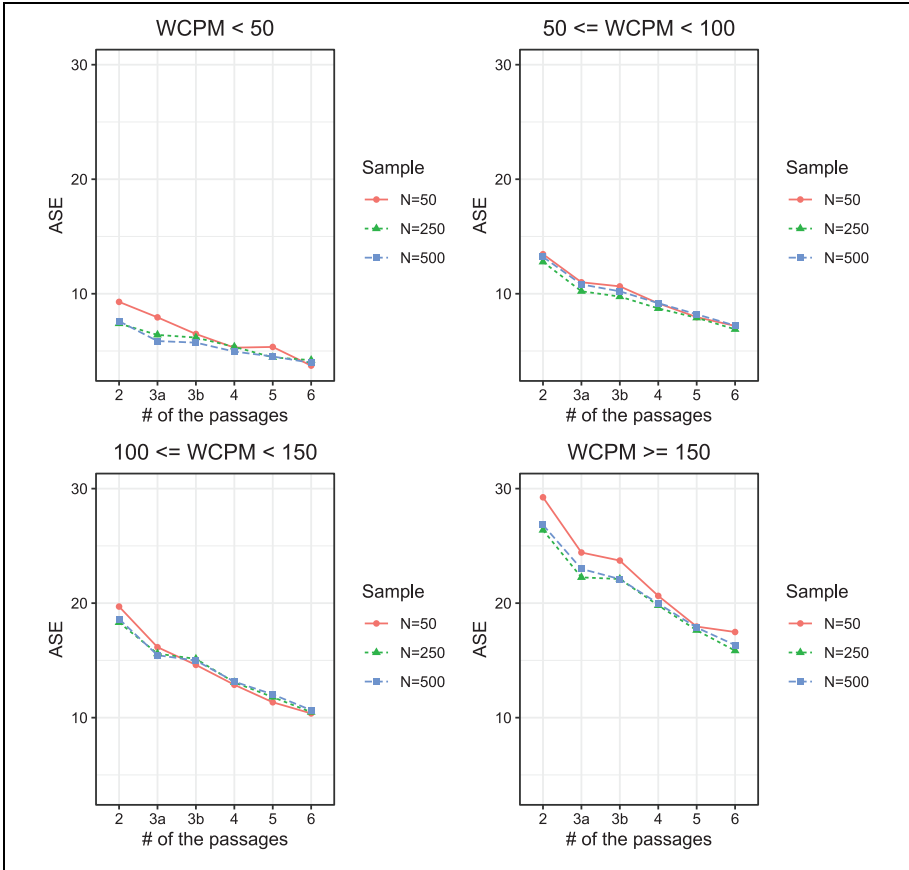 WCPM < 50
30
20
10
ASE
2 3a 3b 4 5 6
# of the passages
Sample
N=50
N=250
N=500
50 <= WCPM < 100
30
20
10
ASE
2 3a 3b 4 5 6
# of the passages
Sample
N=50
N=250
N=500
100 <= WCPM < 150
30
20
10
ASE
2 3a 3b 4 5 6
# of the passages
Sample
N=50
N=250
N=500
WCPM >= 150
30
20
10
ASE
2 3a 3b 4 5 6
# of the passages
Sample
N=50
N=250
N=500